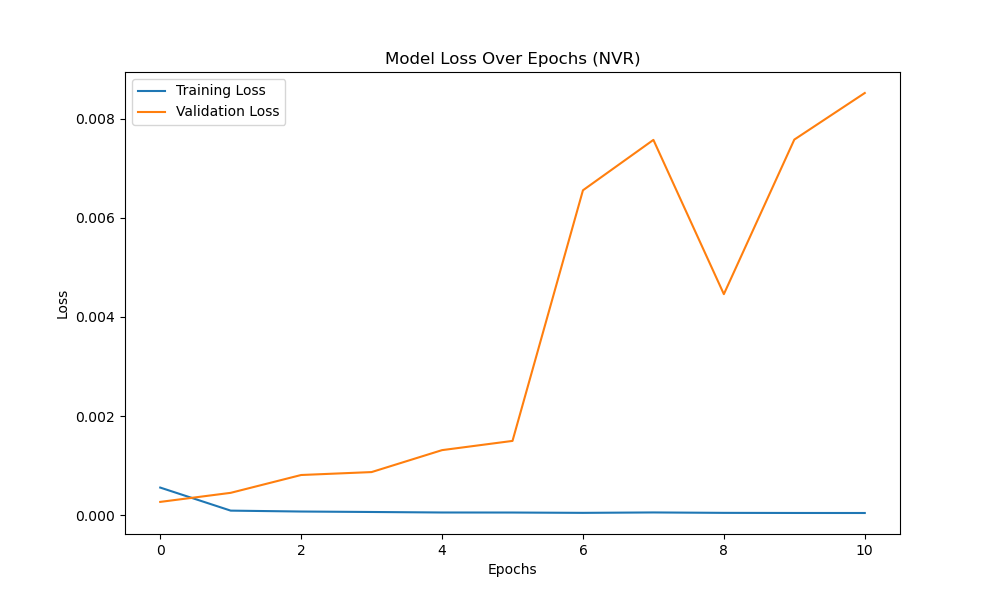 Model Loss Over Epochs (NVR)
Training Loss
Validation Loss
0.008
0.006
0.004
0.002
0.000
Loss
0 2 4 6 8 10
Epochs